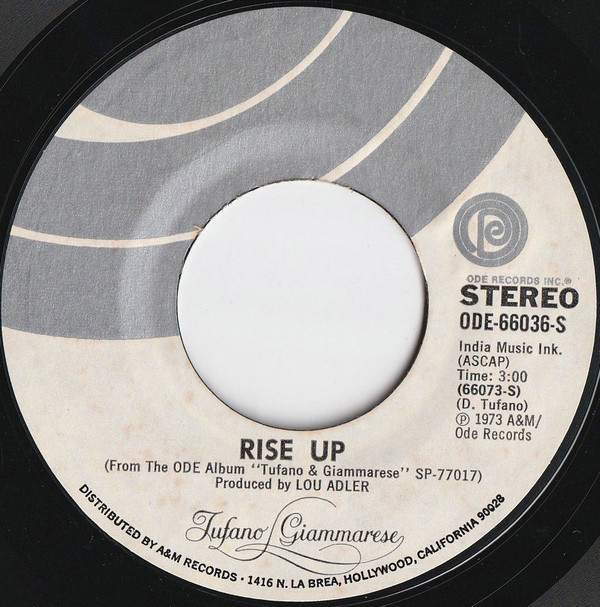 ODE RECORDS INC.®
STEREO
ODE-66036-S
India Music Ink.
(ASCAP)
Time: 3:00
(66073-S)
(D. Tufano)
℗ 1973 A&M/
Ode Records
RISE UP
(From The ODE Album "Tufano & Giammarese" SP-77017)
Produced by LOU ADLER
Tufano Giammarese
DISTRIBUTED BY A&M RECORDS · 1416 N. LA BREA, HOLLYWOOD, CALIFORNIA 90028